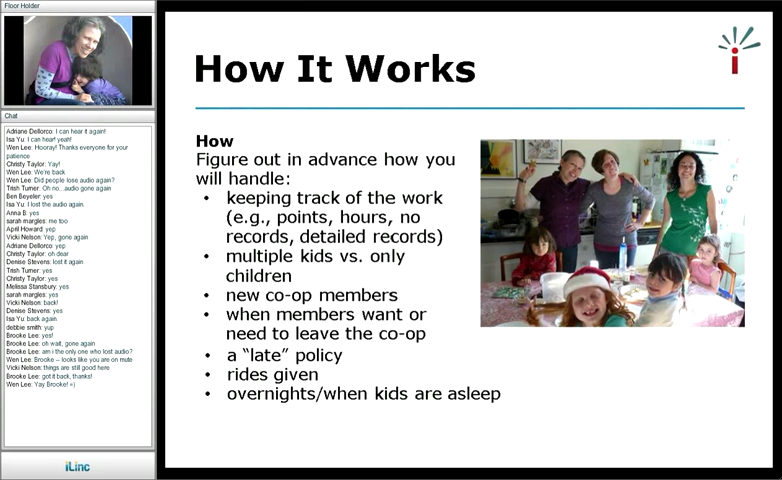 Floor Holder
Chat
Adriane Dellorco: I can hear it again!
Isa Yu: I can hear! yeah!
Wen Lee: Hooray! Thanks everyone for your
patience
Christy Taylor: Yay!
Wen Lee: We're back
Wen Lee: Did people lose audio again?
Trish Turner: Oh no...audio gone again
Ben Beyeler: yes
Isa Yu: I lost the audio again.
Anna B: yes
sarah margles: me too
April Howard: yep
Vicki Nelson: Yep, gone again
Adriane Dellorco: yep
Christy Taylor: oh dear
Denise Stevens: lost it again
Trish Turner: yes
Christy Taylor: yes
Melissa Stansbury: yes
sarah margles: yes
Vicki Nelson: back!
Denise Stevens: yes
Isa Yu: back again.
debbie smith: yup
Brooke Lee: yes!
Brooke Lee: oh wait, gone again
Brooke Lee: am i the only one who lost audio?
Wen Lee: Brooke -- looks like you are on mute
Vicki Nelson: things are still good here
Brooke Lee: got it back, thanks!
Wen Lee: Yay Brooke! =)
iLinc
How It Works
How
Figure out in advance how you
will handle:
• keeping track of the work
(e.g., points, hours, no
records, detailed records)
• multiple kids vs. only
children
• new co-op members
• when members want or
need to leave the co-op
• a “late” policy
• rides given
• overnights/when kids are asleep